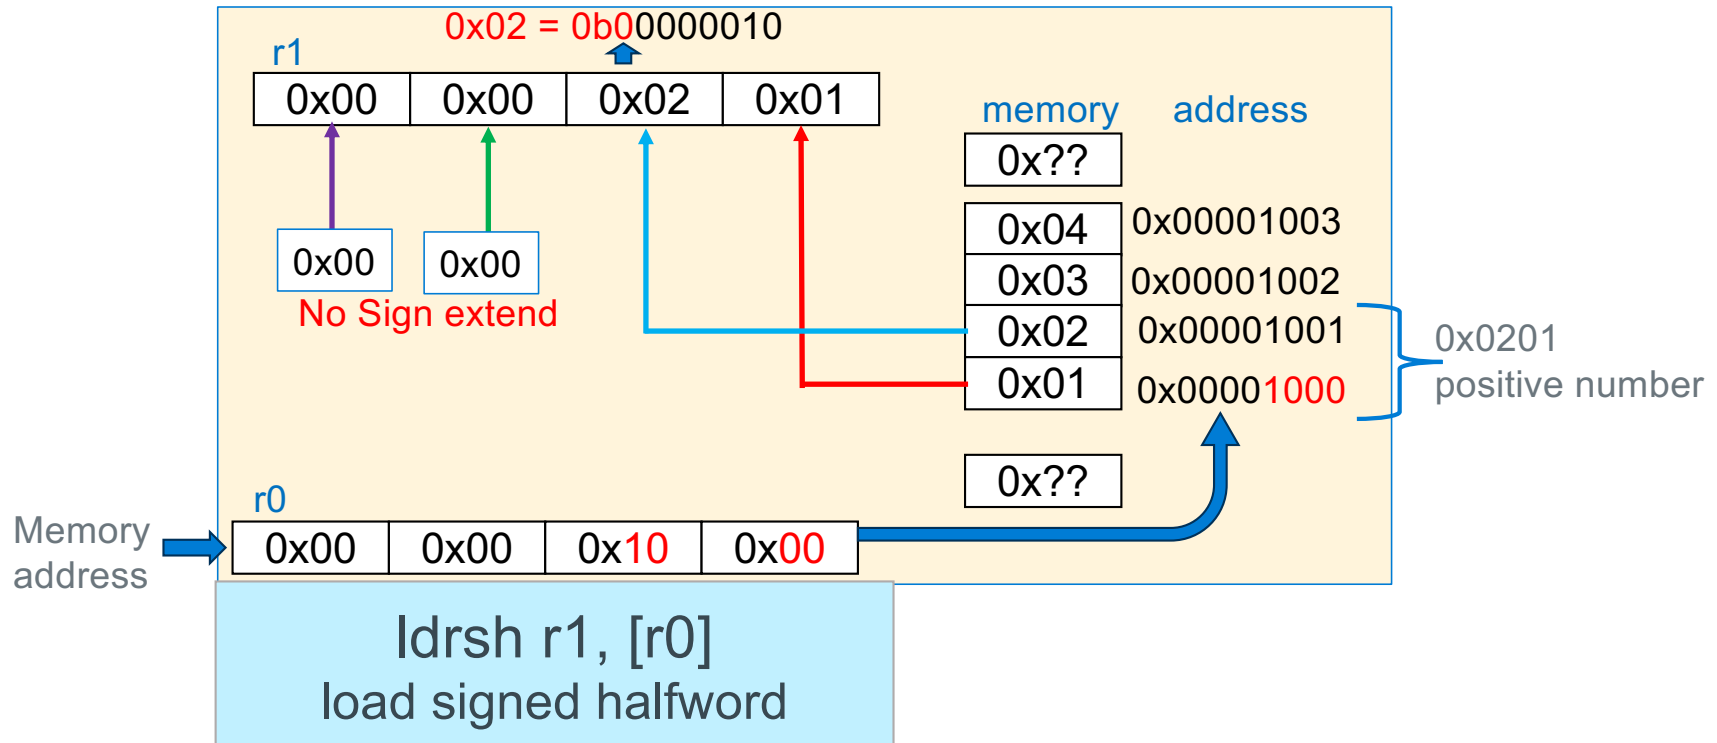 0x02 = 0b00000010
r1
0x00 0x00 0x02 0x01
memory address
0x??
0x04 0x00001003
0x03 0x00001002
0x02 0x00001001
0x01 0x00001000
0x??
0x00 0x00
No Sign extend
0x0201
positive number
r0
Memory
address
0x00 0x00 0x10 0x00
ldrsh r1, [r0]
load signed halfword